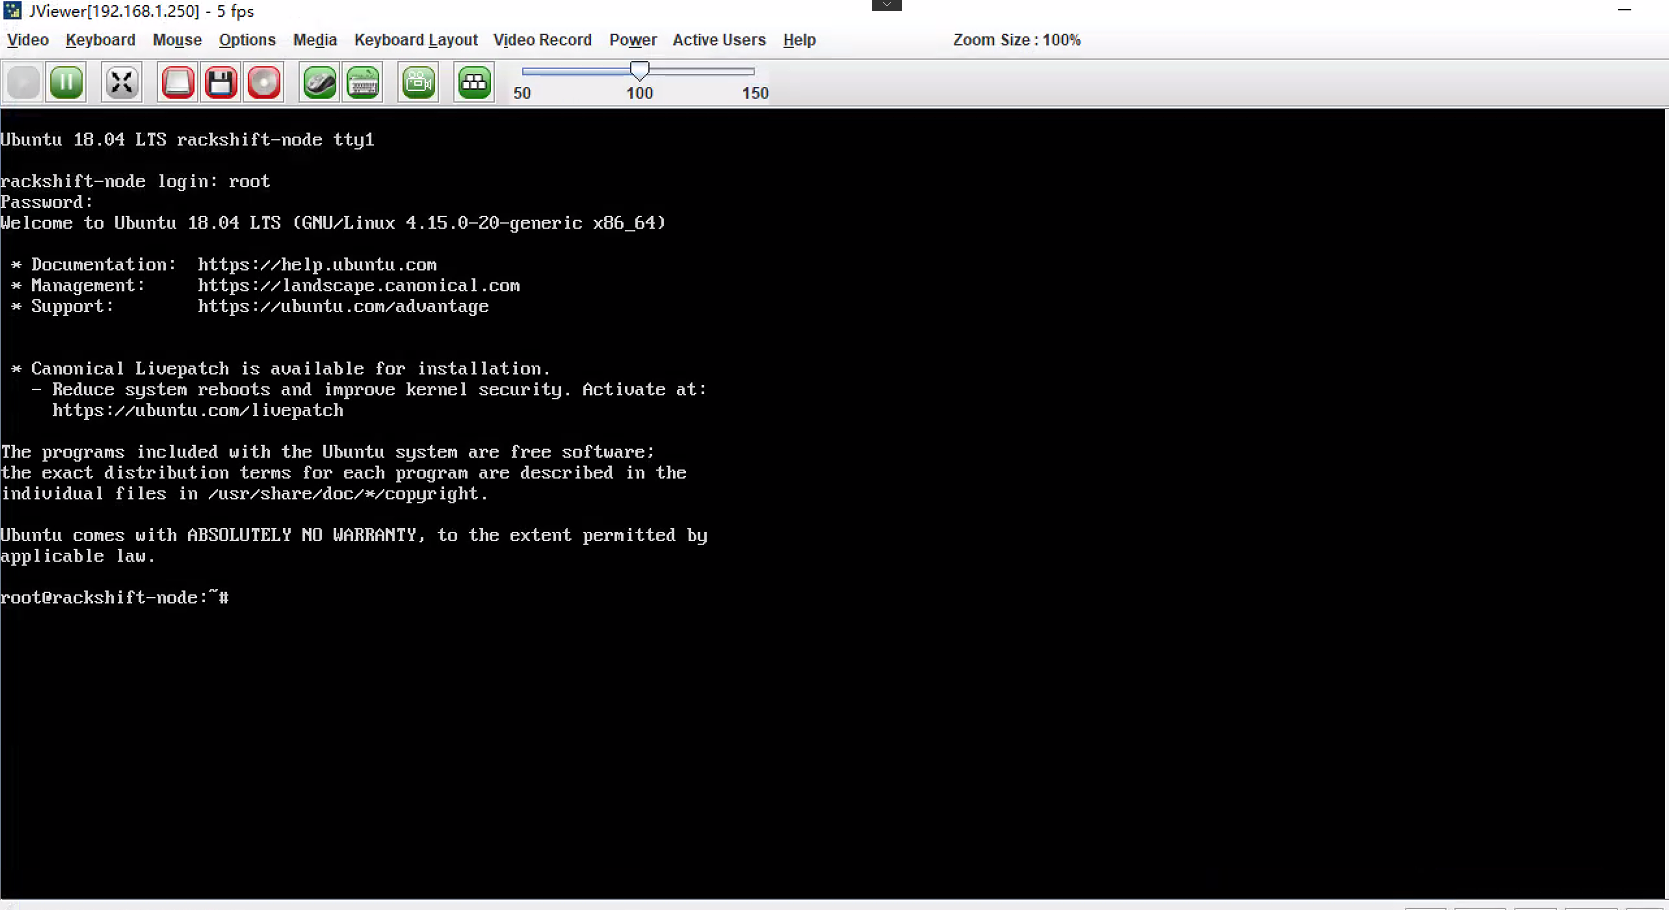 JViewer[192.168.1.250] - 5 fps
Video Keyboard Mouse Options Media Keyboard Layout Video Record Power Active Users Help Zoom Size : 100%
50 100 150
Ubuntu 18.04 LTS rackshift-node tty1
rackshift-node login: root
Password:
Welcome to Ubuntu 18.04 LTS (GNU/Linux 4.15.0-20-generic x86_64)
* Documentation: https://help.ubuntu.com
* Management: https://landscape.canonical.com
* Support: https://ubuntu.com/advantage
* Canonical Livepatch is available for installation.
- Reduce system reboots and improve kernel security. Activate at:
https://ubuntu.com/livepatch
The programs included with the Ubuntu system are free software;
the exact distribution terms for each program are described in the
individual files in /usr/share/doc/*/copyright.
Ubuntu comes with ABSOLUTELY NO WARRANTY, to the extent permitted by
applicable law.
root@rackshift-node:~#